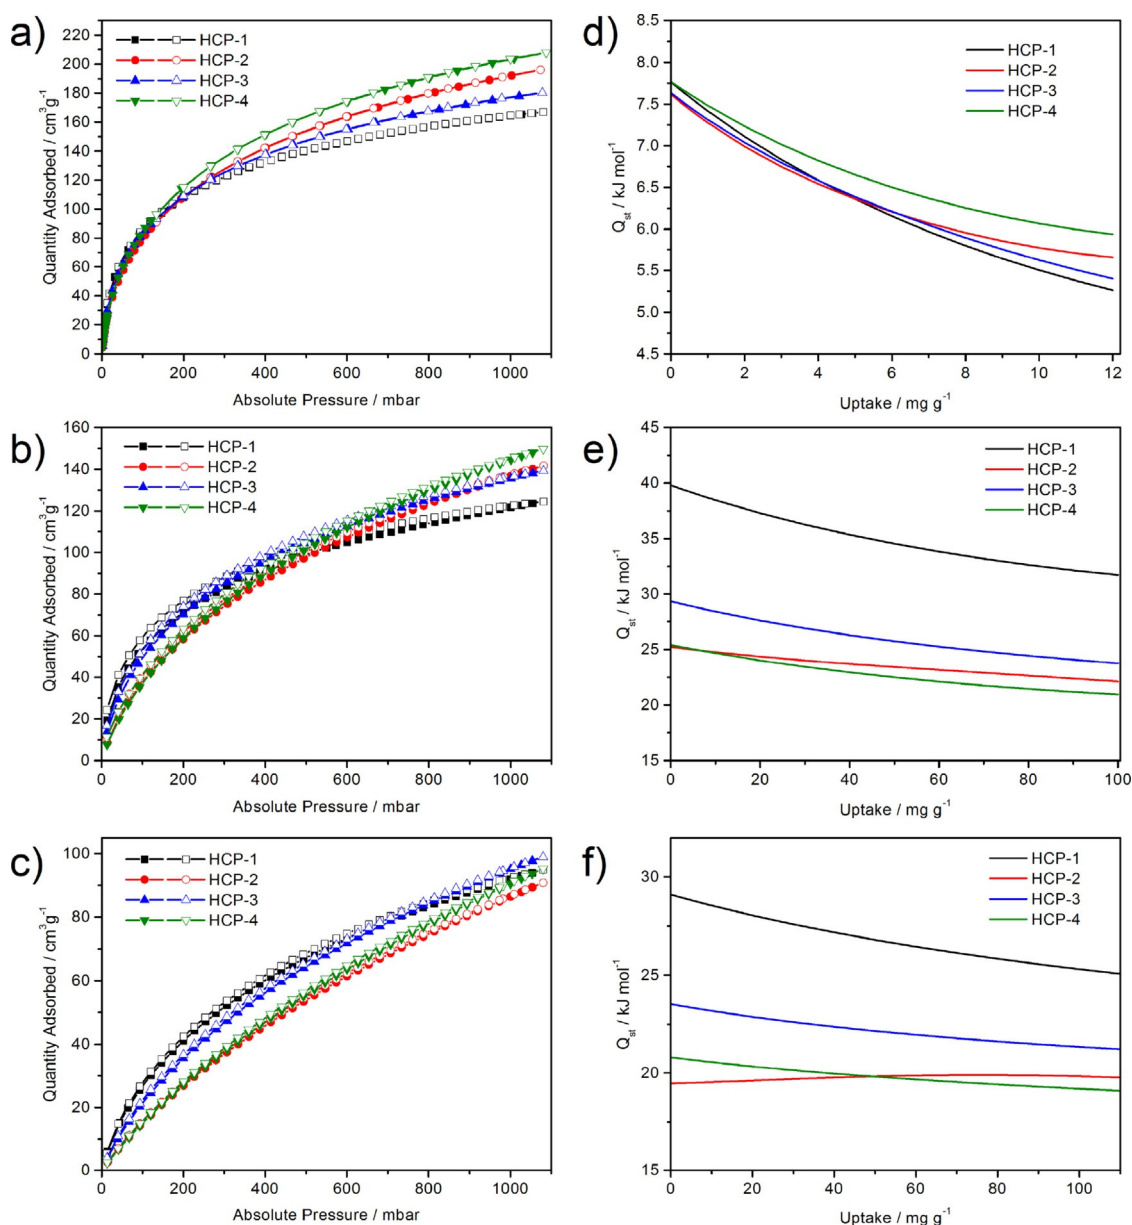 a)
220
200
180
160
140
120
100
80
60
40
20
0
Quantity Adsorbed / cm³g⁻¹
HCP-1
HCP-2
HCP-3
HCP-4
0 200 400 600 800 1000
Absolute Pressure / mbar
d)
8.0
7.5
7.0
6.5
6.0
5.5
5.0
4.5
Qst / kJ mol⁻¹
HCP-1
HCP-2
HCP-3
HCP-4
0 2 4 6 8 10 12
Uptake / mg g⁻¹
b)
160
140
120
100
80
60
40
20
0
Quantity Adsorbed / cm³g⁻¹
HCP-1
HCP-2
HCP-3
HCP-4
0 200 400 600 800 1000
Absolute Pressure / mbar
e)
45
40
35
30
25
20
15
Qst / kJ mol⁻¹
HCP-1
HCP-2
HCP-3
HCP-4
0 20 40 60 80 100
Uptake / mg g⁻¹
c)
100
80
60
40
20
0
Quantity Adsorbed / cm³g⁻¹
HCP-1
HCP-2
HCP-3
HCP-4
0 200 400 600 800 1000
Absolute Pressure / mbar
f)
30
25
20
15
Qst / kJ mol⁻¹
HCP-1
HCP-2
HCP-3
HCP-4
0 20 40 60 80 100
Uptake / mg g⁻¹